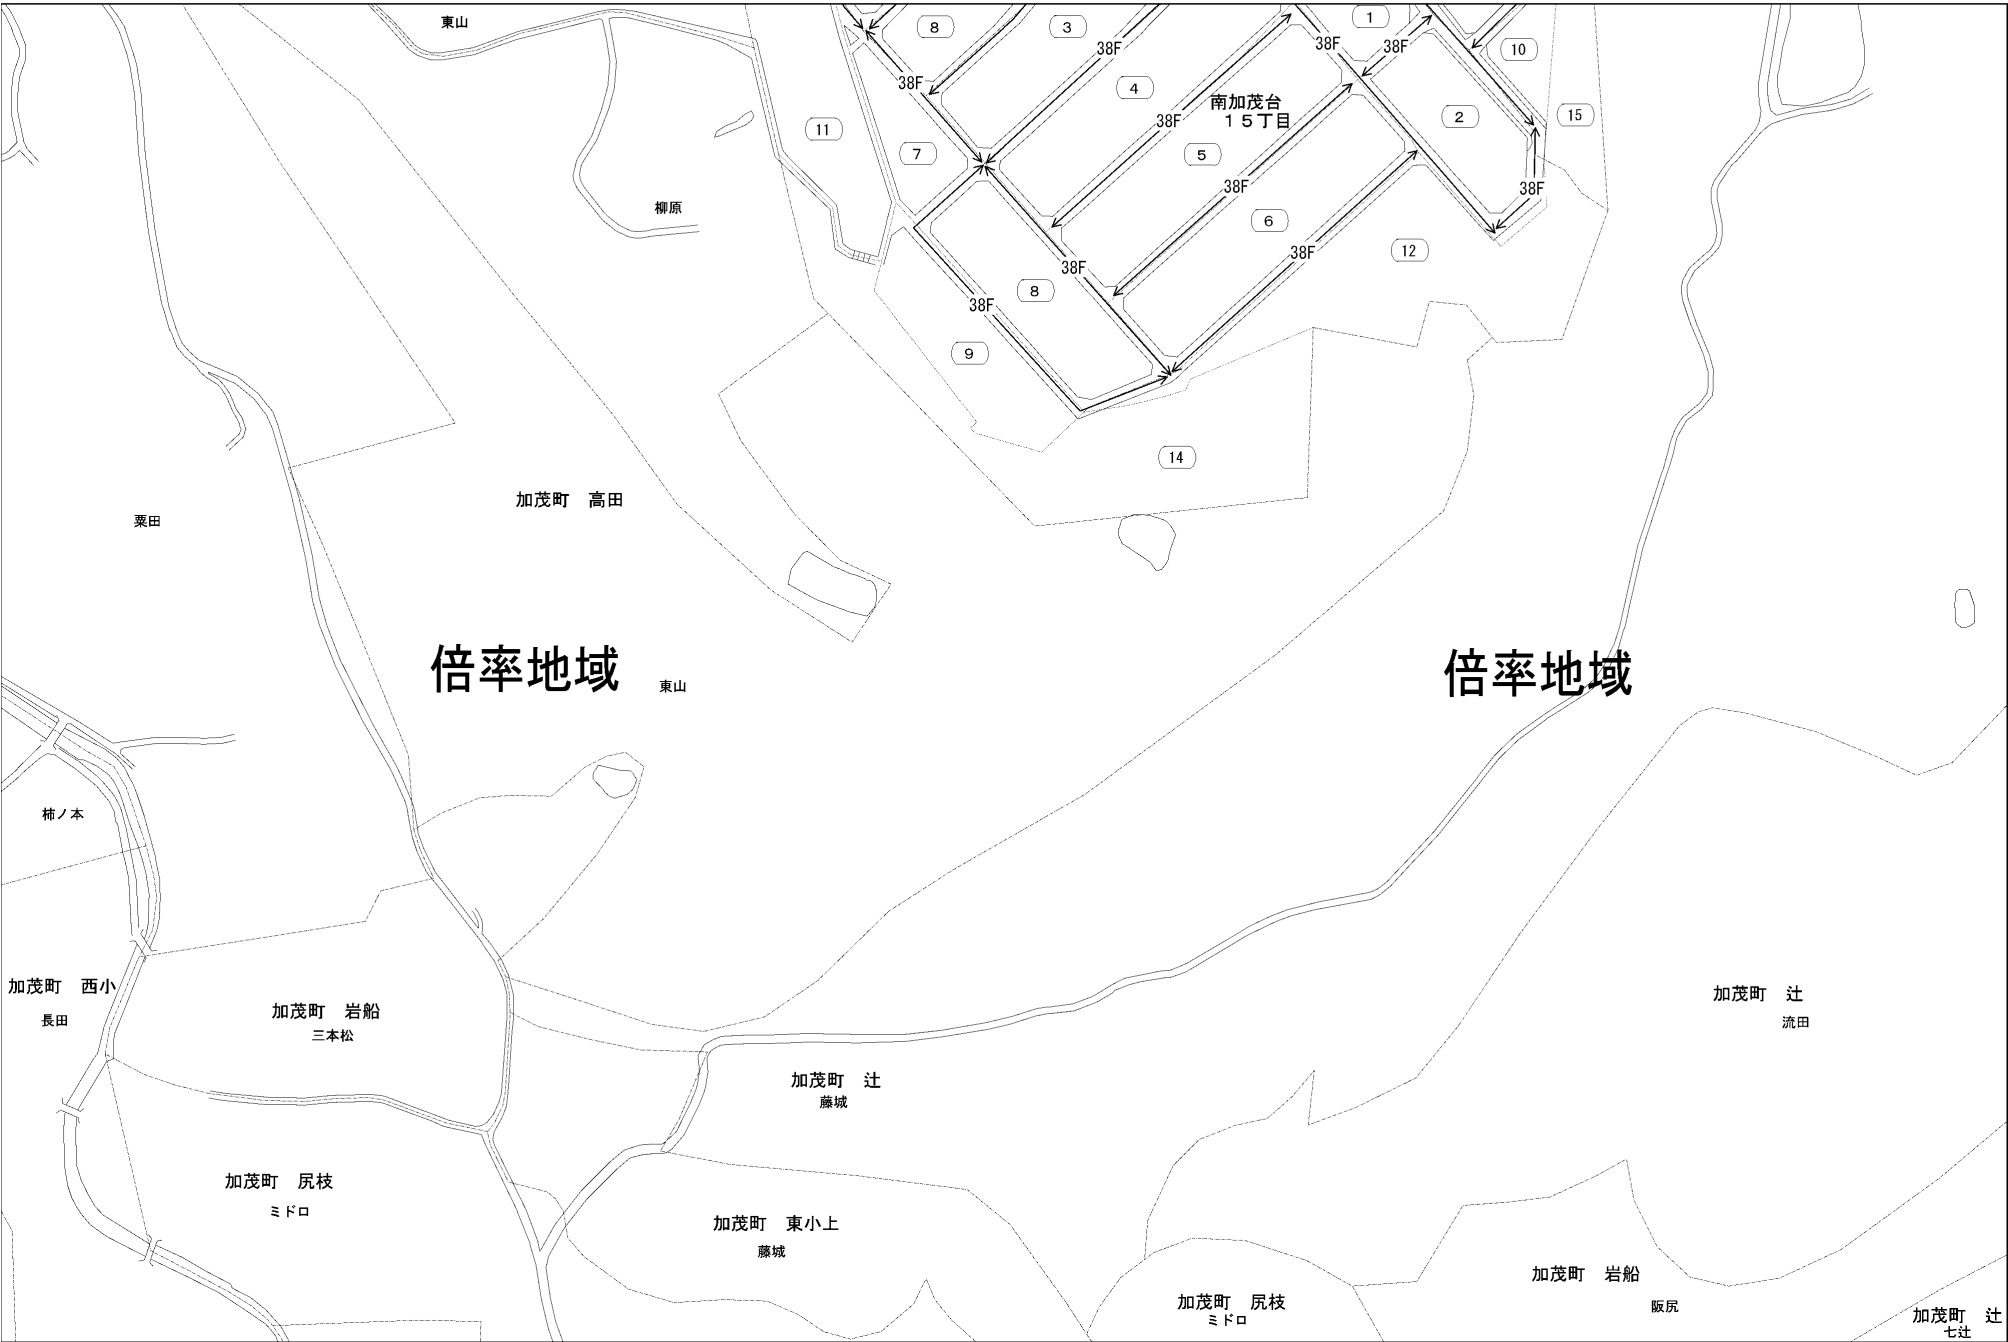 東山
8
3
1
10
38F
38F
38F
38F
4
南加茂台
１５丁目
38F
2
15
11
7
5
38F
38F
柳原
6
38F
12
38F
8
38F
9
14
加茂町　高田
粟田
倍率地域
東山
倍率地域
柿ノ本
加茂町　西小
長田
加茂町　岩船
三本松
加茂町　辻
流田
加茂町　辻
藤城
加茂町　尻枝
ミドロ
加茂町　東小上
藤城
加茂町　岩船
阪尻
加茂町　尻枝
ミドロ
加茂町　辻
七辻